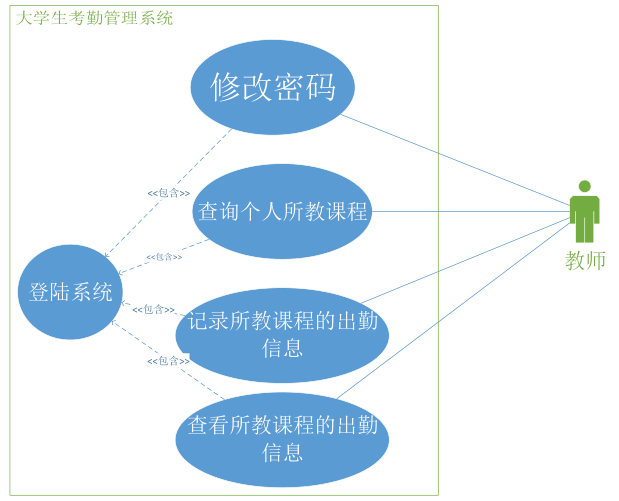 大学生考勤管理系统
修改密码
<<包含>>
查询个人所教课程
教师
<<包含>>
登陆系统
<<包含>>
记录所教课程的出勤
信息
<<包含>>
查看所教课程的出勤
信息